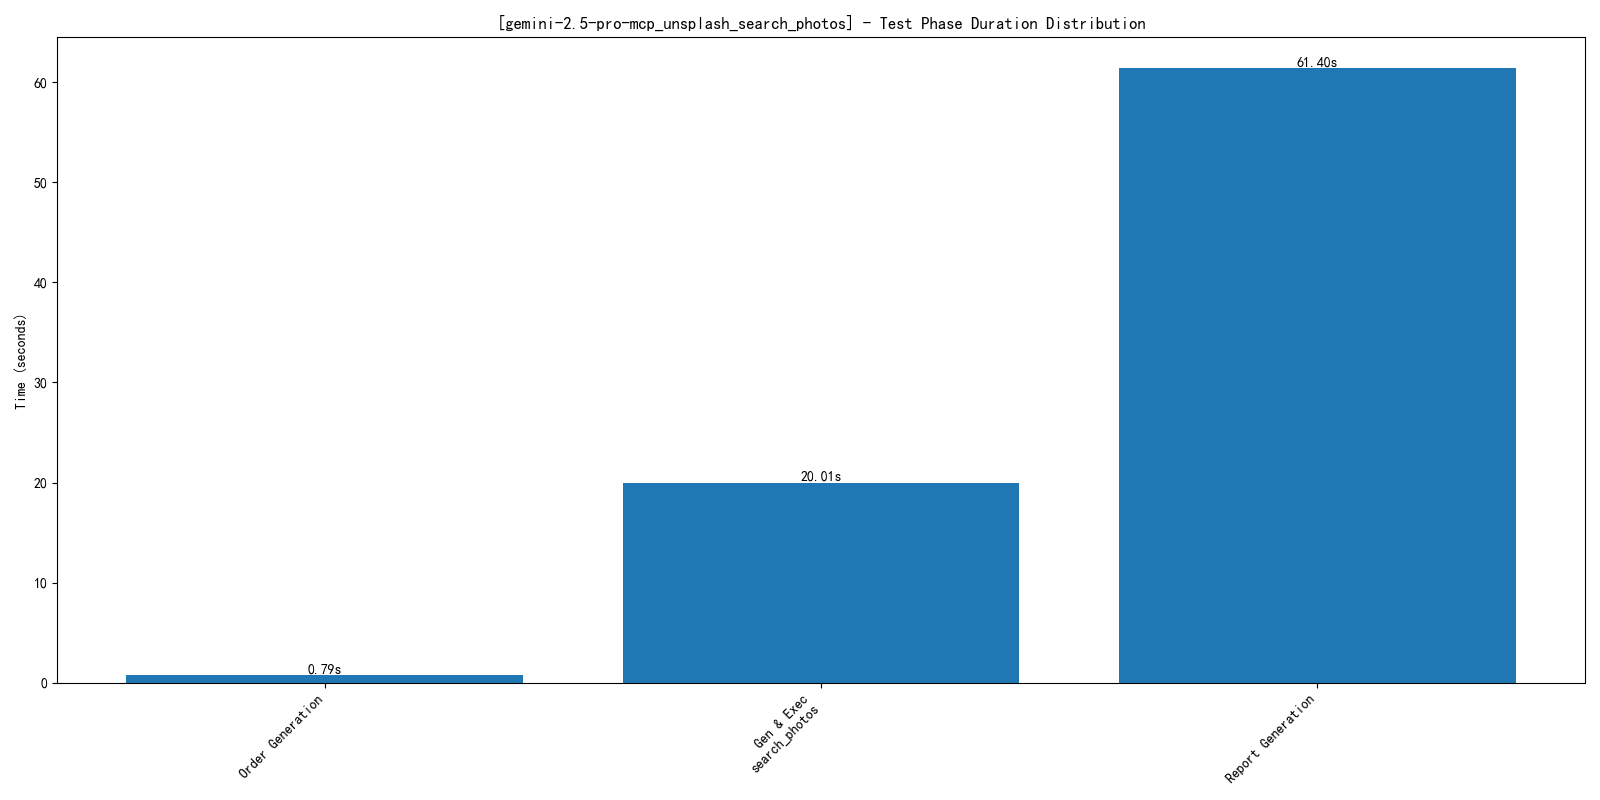 [gemini-2.5-pro-mcp_unsplash_search_photos] - Test Phase Duration Distribution
Time (seconds)
60
50
40
30
20
10
0
0.79s
20.01s
61.40s
Order Generation
Gen & Exec
search_photos
Report Generation